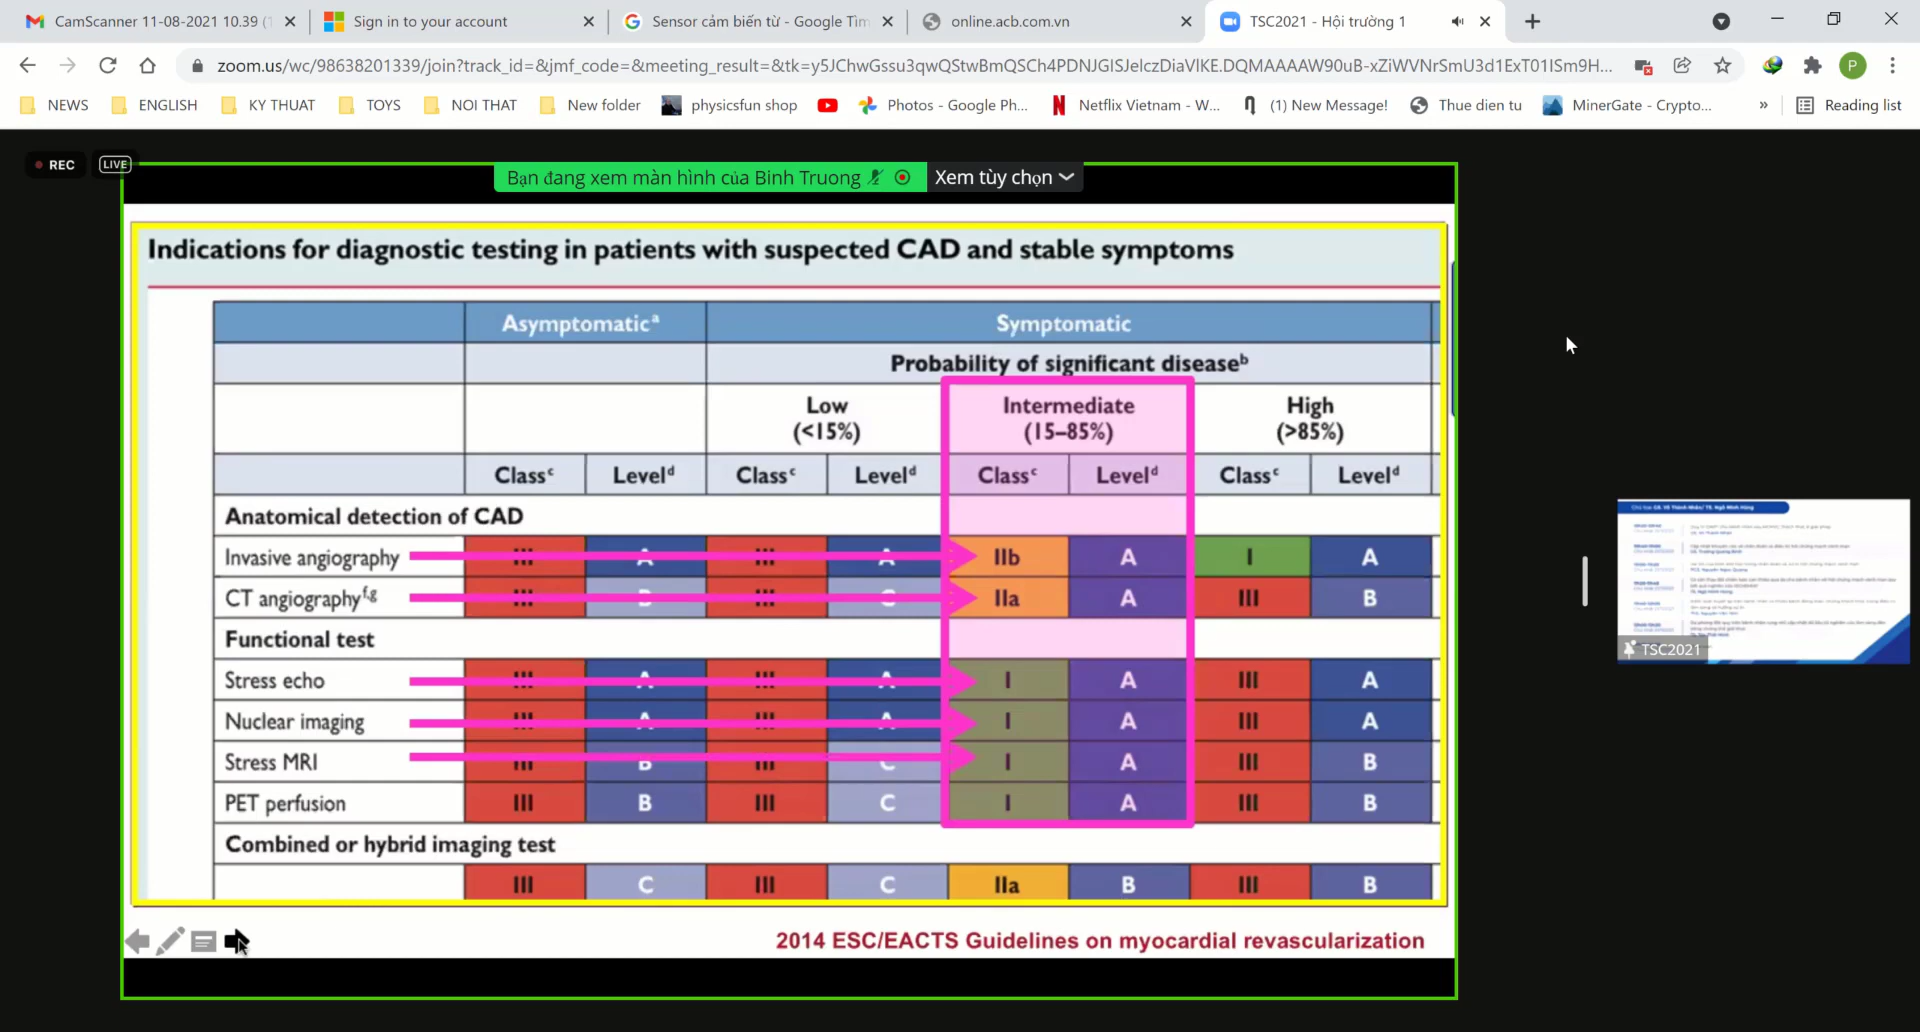 CamScanner 11-08-2021 10.39
Sign in to your account
Sensor cảm biến từ - Google Tìm
online.acb.com.vn
TSC2021 - Hội trường 1
zoom.us/wc/98638201339/join?track_id=&jmf_code=&meeting_result=&tk=y5JChwGssu3qwQStwBmQSCh4PDNJGISJelczDiaVlKE.DQMAAAAW90uB-xZiWVNrSmU3d1ExT01ISm9H...
P
NEWS
ENGLISH
KY THUAT
TOYS
NOI THAT
New folder
physicsfun shop
Photos - Google Ph...
Netflix Vietnam - W...
(1) New Message!
Thue dien tu
MinerGate - Crypto...
»
Reading list
REC
LIVE
Bạn đang xem màn hình của Binh Truong
Xem tùy chọn
Indications for diagnostic testing in patients with suspected CAD and stable symptoms
Asymptomatic a Symptomatic
Probability of significant disease b
Low Intermediate High
(<15%) (15–85%) (>85%)
Class c Level d Class c Level d Class c Level d Class c Level d
Anatomical detection of CAD
Invasive angiography III A III A IIb A I A
CT angiography f,g III B III C IIa A III B
Functional test
Stress echo III A III A I A III A
Nuclear imaging III A III A I A III A
Stress MRI III B III C I A III B
PET perfusion III B III C I A III B
Combined or hybrid imaging test
III C III C IIa B III B
2014 ESC/EACTS Guidelines on myocardial revascularization
TSC2021